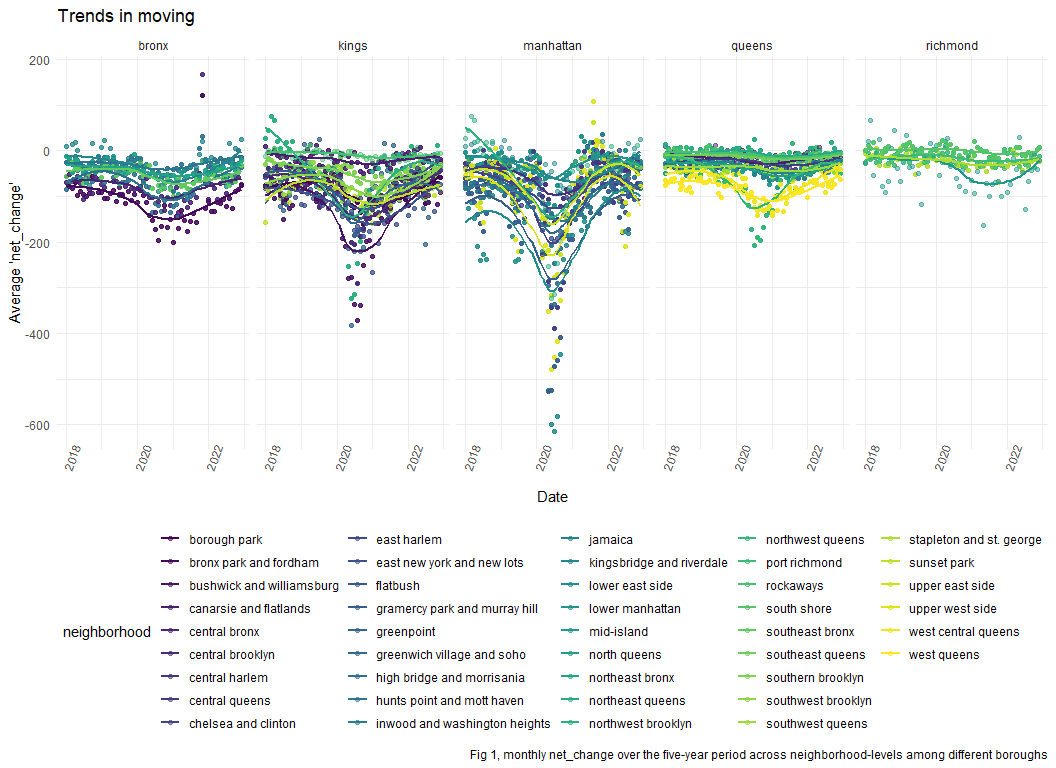 Trends in moving
bronx
kings
manhattan
queens
richmond
Average 'net_change'
200
0
-200
-400
-600
2018
2020
2022
2018
2020
2022
2018
2020
2022
2018
2020
2022
2018
2020
2022
Date
neighborhood
borough park
bronx park and fordham
bushwick and williamsburg
canarsie and flatlands
central bronx
central brooklyn
central harlem
central queens
chelsea and clinton
east harlem
east new york and new lots
flatbush
gramercy park and murray hill
greenpoint
greenwich village and soho
high bridge and morrisania
hunts point and mott haven
inwood and washington heights
jamaica
kingsbridge and riverdale
lower east side
lower manhattan
mid-island
north queens
northeast bronx
northeast queens
northwest brooklyn
northwest queens
port richmond
rockaways
south shore
southeast bronx
southeast queens
southern brooklyn
southwest brooklyn
southwest queens
stapleton and st. george
sunset park
upper east side
upper west side
west central queens
west queens
Fig 1, monthly net_change over the five-year period across neighborhood-levels among different boroughs